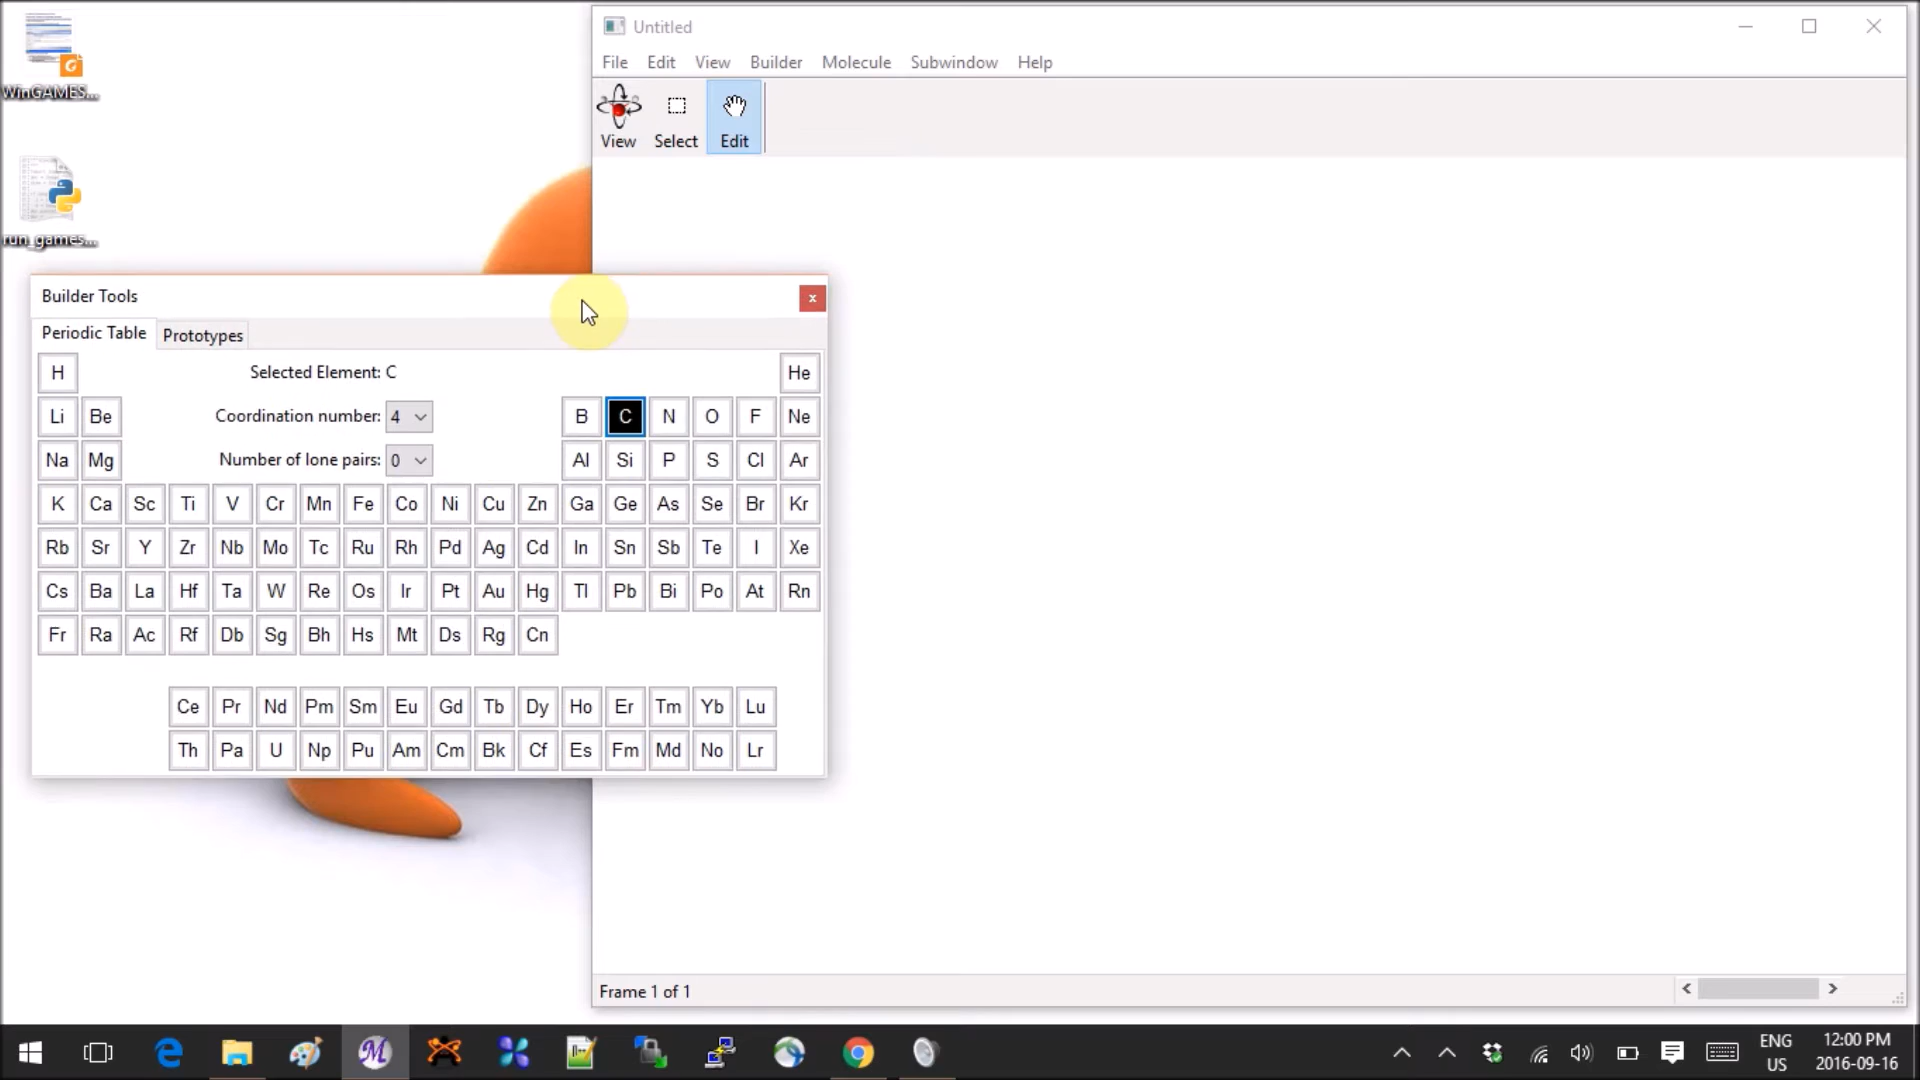 WinGAMES...
run_games...
Untitled
File Edit View Builder Molecule Subwindow Help
View Select Edit
Builder Tools
Periodic Table Prototypes
H Selected Element: C He
Li Be Coordination number: 4 B C N O F Ne
Na Mg Number of lone pairs: 0 Al Si P S Cl Ar
K Ca Sc Ti V Cr Mn Fe Co Ni Cu Zn Ga Ge As Se Br Kr
Rb Sr Y Zr Nb Mo Tc Ru Rh Pd Ag Cd In Sn Sb Te I Xe
Cs Ba La Hf Ta W Re Os Ir Pt Au Hg Tl Pb Bi Po At Rn
Fr Ra Ac Rf Db Sg Bh Hs Mt Ds Rg Cn
Ce Pr Nd Pm Sm Eu Gd Tb Dy Ho Er Tm Yb Lu
Th Pa U Np Pu Am Cm Bk Cf Es Fm Md No Lr
Frame 1 of 1
ENG
US
12:00 PM
2016-09-16